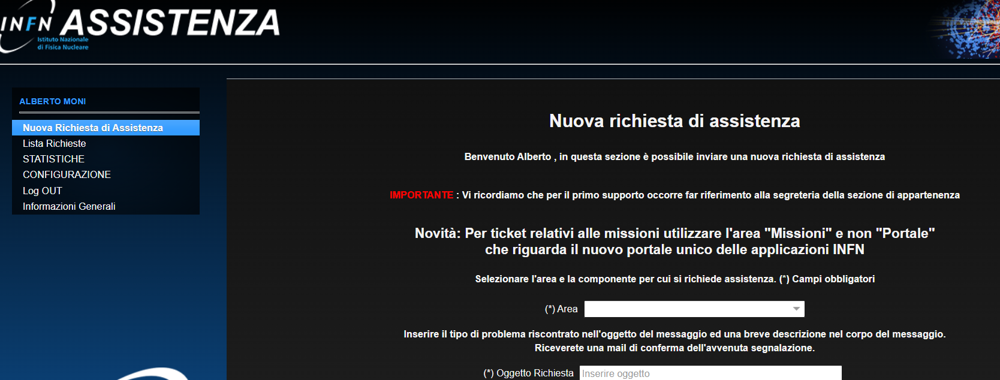 INFN ASSISTENZA
Istituto Nazionale
di Fisica Nucleare
ALBERTO MONI
Nuova Richiesta di Assistenza
Lista Richieste
STATISTICHE
CONFIGURAZIONE
Log OUT
Informazioni Generali
Nuova richiesta di assistenza
Benvenuto Alberto , in questa sezione è possibile inviare una nuova richiesta di assistenza
IMPORTANTE : Vi ricordiamo che per il primo supporto occorre far riferimento alla segreteria della sezione di appartenenza
Novità: Per ticket relativi alle missioni utilizzare l'area "Missioni" e non "Portale"
che riguarda il nuovo portale unico delle applicazioni INFN
Selezionare l'area e la componente per cui si richiede assistenza. (*) Campi obbligatori
(*) Area
Inserire il tipo di problema riscontrato nell'oggetto del messaggio ed una breve descrizione nel corpo del messaggio.
Riceverete una mail di conferma dell'avvenuta segnalazione.
(*) Oggetto Richiesta Inserire oggetto